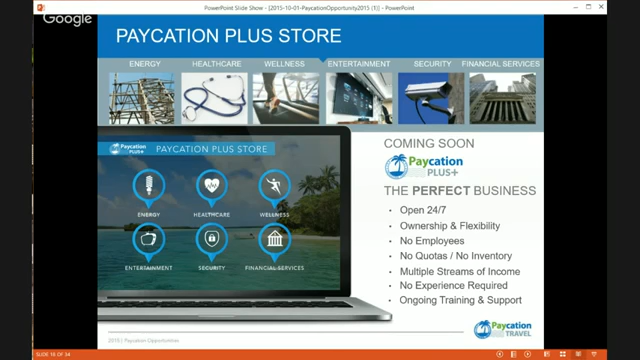 PowerPoint Slide Show - [2015-10-01-PaycationOpportunity2015 (1)] - PowerPoint
Google
PAYCATION PLUS STORE
ENERGY
HEALTHCARE
WELLNESS
ENTERTAINMENT
SECURITY
FINANCIAL SERVICES
Paycation
PLUS+
PAYCATION PLUS STORE
ENERGY
HEALTHCARE
WELLNESS
ENTERTAINMENT
SECURITY
FINANCIAL SERVICES
COMING SOON
Paycation
PLUS+
THE PERFECT BUSINESS
• Open 24/7
• Ownership & Flexibility
• No Employees
• No Quotas / No Inventory
• Multiple Streams of Income
• No Experience Required
• Ongoing Training & Support
2015 | Paycation Opportunities
Paycation
TRAVEL
SLIDE 16 OF 34